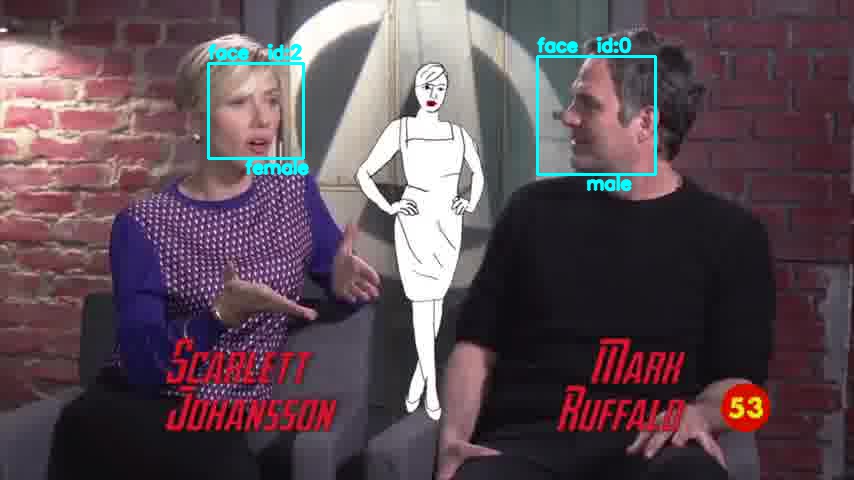 face id:2
face id:0
female
male
SCARLETT
JOHANSSON
MARK
RUFFALO
53